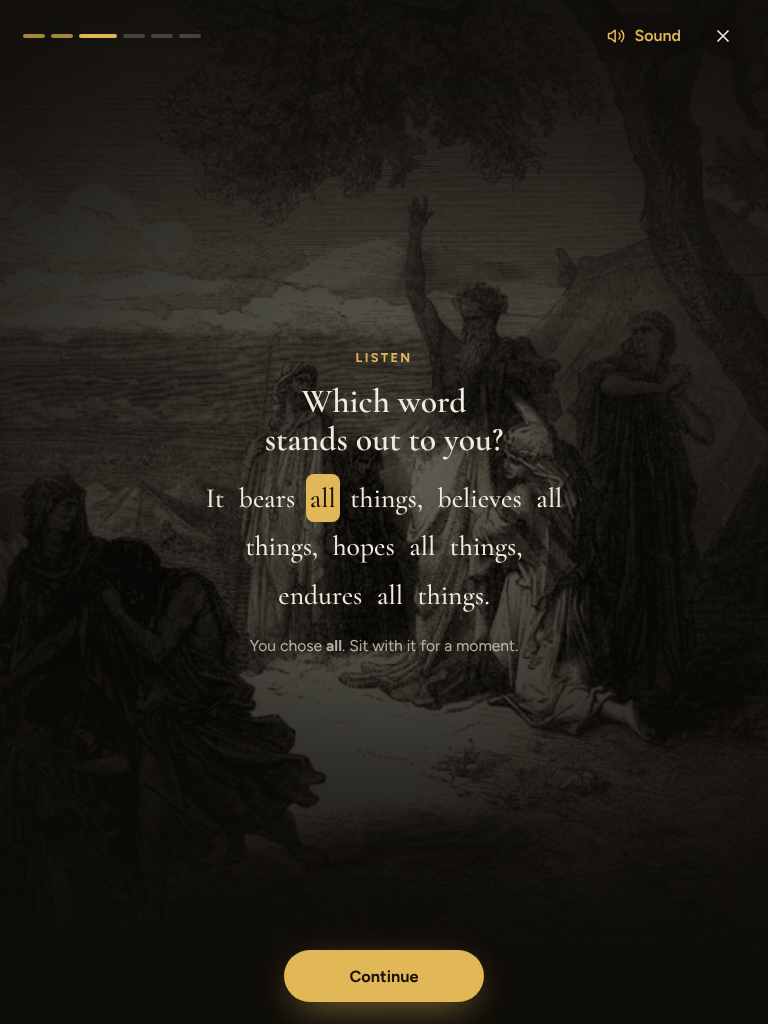 Sound
LISTEN
Which word
stands out to you?
It bears all things, believes all
things, hopes all things,
endures all things.
You chose all. Sit with it for a moment.
Continue